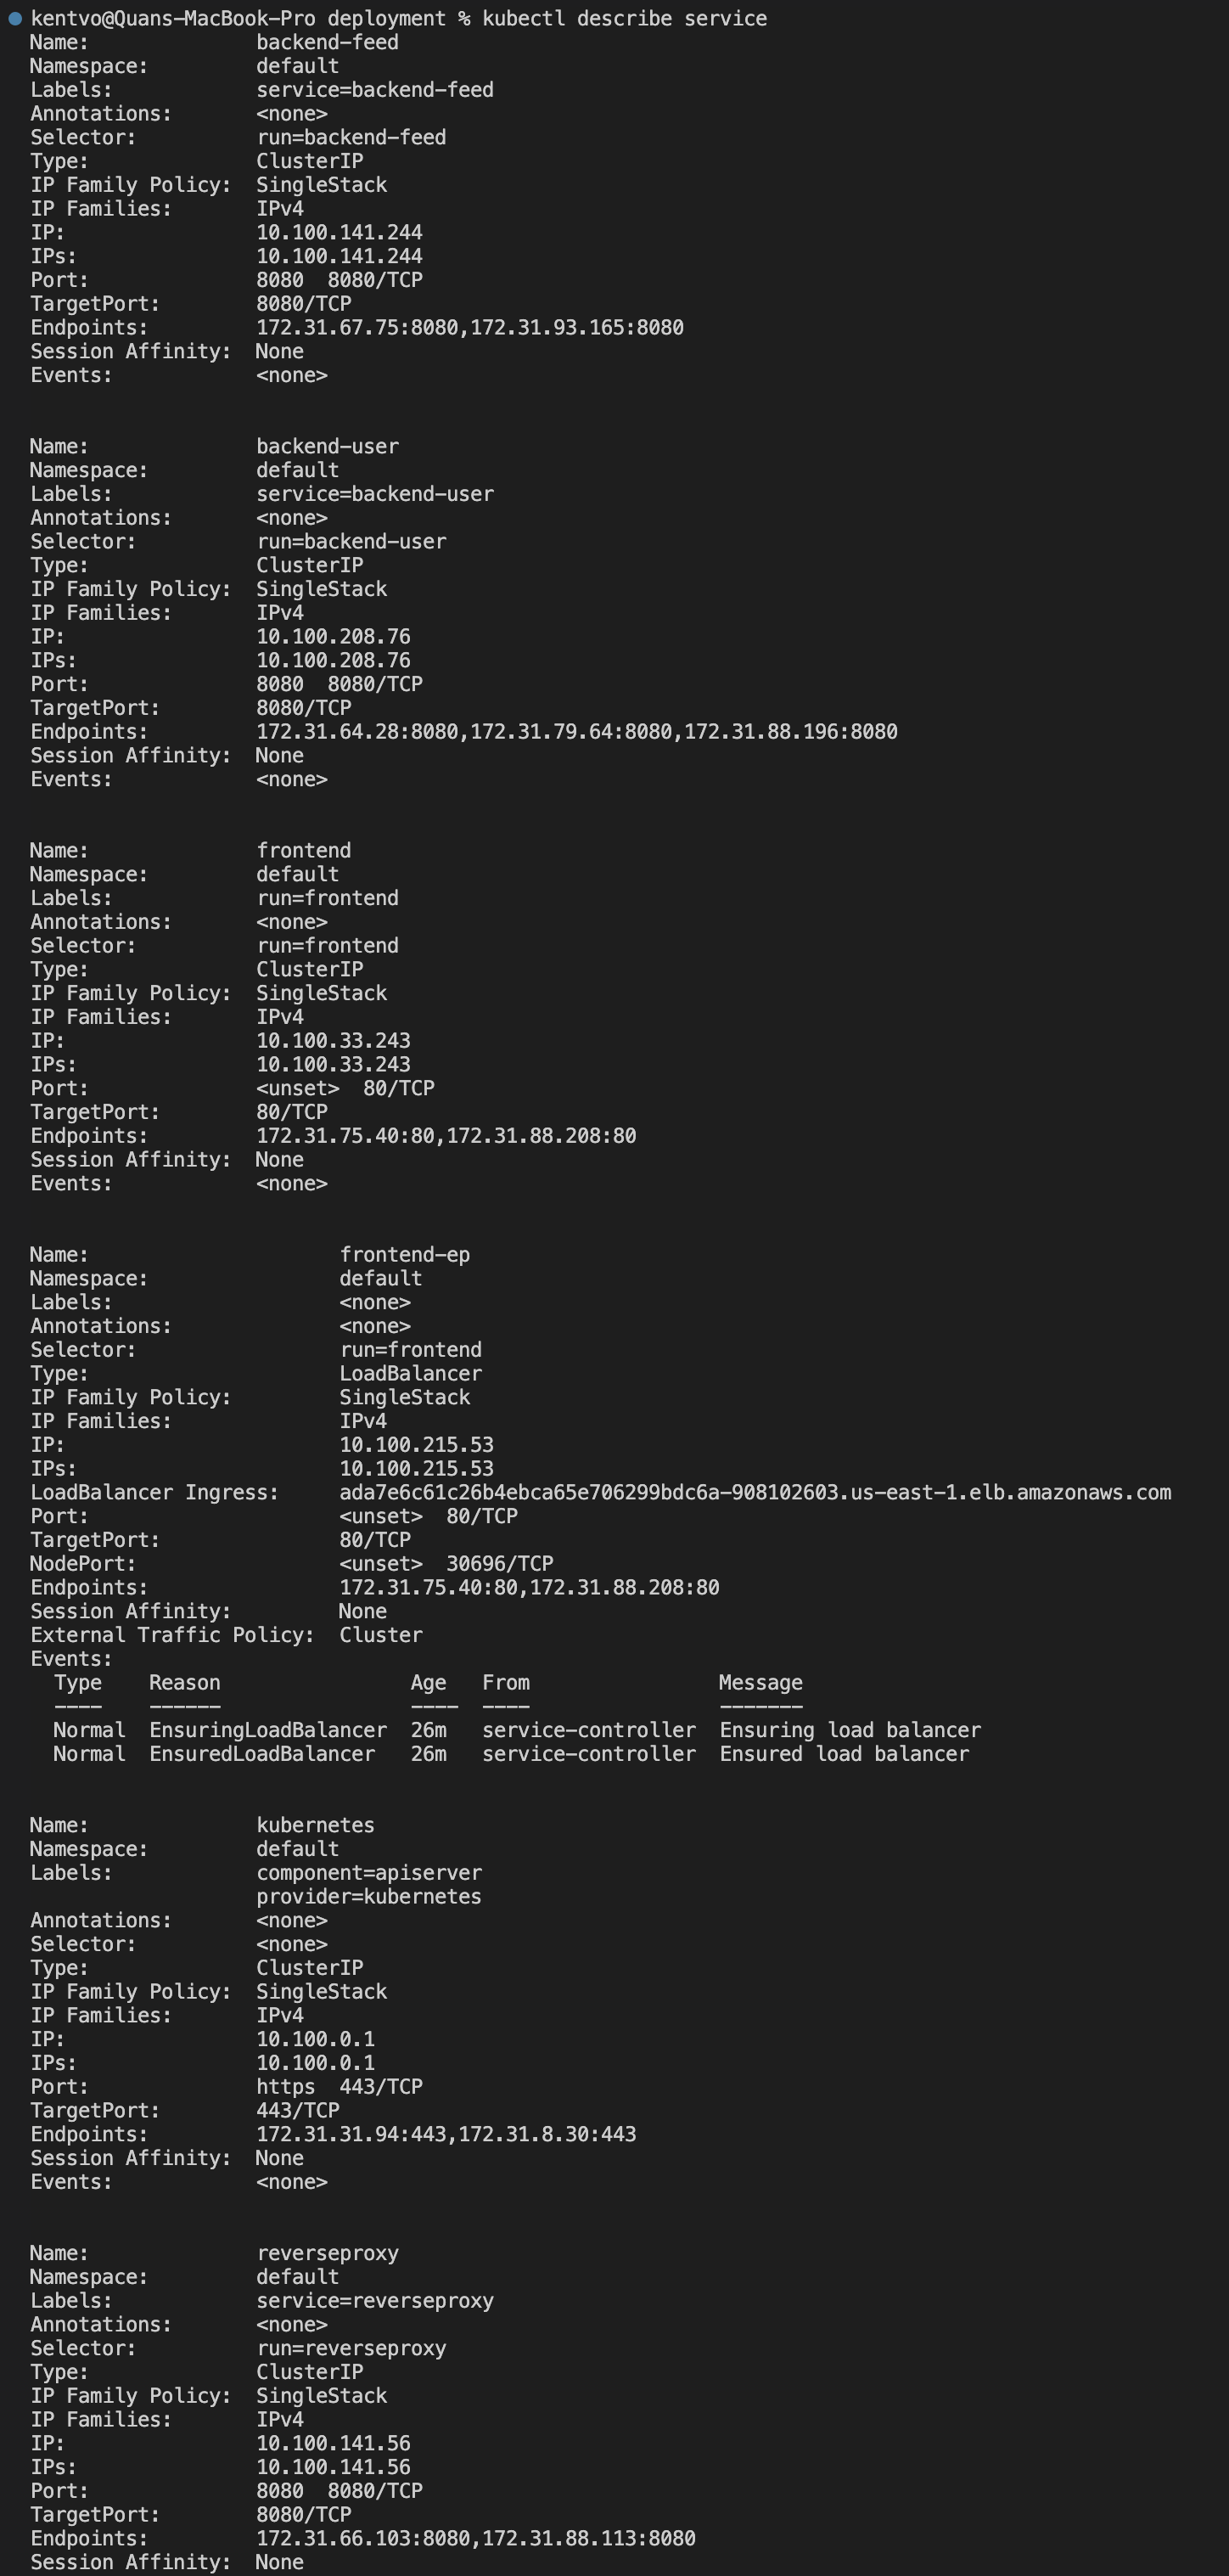 kentvo@Quans-MacBook-Pro deployment % kubectl describe service
Name:              backend-feed
Namespace:         default
Labels:            service=backend-feed
Annotations:       <none>
Selector:          run=backend-feed
Type:              ClusterIP
IP Family Policy:  SingleStack
IP Families:       IPv4
IP:                10.100.141.244
IPs:               10.100.141.244
Port:              8080  8080/TCP
TargetPort:        8080/TCP
Endpoints:         172.31.67.75:8080,172.31.93.165:8080
Session Affinity:  None
Events:            <none>

Name:              backend-user
Namespace:         default
Labels:            service=backend-user
Annotations:       <none>
Selector:          run=backend-user
Type:              ClusterIP
IP Family Policy:  SingleStack
IP Families:       IPv4
IP:                10.100.208.76
IPs:               10.100.208.76
Port:              8080  8080/TCP
TargetPort:        8080/TCP
Endpoints:         172.31.64.28:8080,172.31.79.64:8080,172.31.88.196:8080
Session Affinity:  None
Events:            <none>

Name:              frontend
Namespace:         default
Labels:            run=frontend
Annotations:       <none>
Selector:          run=frontend
Type:              ClusterIP
IP Family Policy:  SingleStack
IP Families:       IPv4
IP:                10.100.33.243
IPs:               10.100.33.243
Port:              <unset>  80/TCP
TargetPort:        80/TCP
Endpoints:         172.31.75.40:80,172.31.88.208:80
Session Affinity:  None
Events:            <none>

Name:                     frontend-ep
Namespace:                default
Labels:                   <none>
Annotations:              <none>
Selector:                 run=frontend
Type:                     LoadBalancer
IP Family Policy:         SingleStack
IP Families:              IPv4
IP:                       10.100.215.53
IPs:                      10.100.215.53
LoadBalancer Ingress:     ada7e6c61c26b4ebca65e706299bdc6a-908102603.us-east-1.elb.amazonaws.com
Port:                     <unset>  80/TCP
TargetPort:               80/TCP
NodePort:                 <unset>  30696/TCP
Endpoints:                172.31.75.40:80,172.31.88.208:80
Session Affinity:         None
External Traffic Policy:  Cluster
Events:
  Type    Reason                Age   From                Message
  ----    ------                ----  ----                -------
  Normal  EnsuringLoadBalancer  26m   service-controller  Ensuring load balancer
  Normal  EnsuredLoadBalancer   26m   service-controller  Ensured load balancer

Name:              kubernetes
Namespace:         default
Labels:            component=apiserver
                   provider=kubernetes
Annotations:       <none>
Selector:          <none>
Type:              ClusterIP
IP Family Policy:  SingleStack
IP Families:       IPv4
IP:                10.100.0.1
IPs:               10.100.0.1
Port:              https  443/TCP
TargetPort:        443/TCP
Endpoints:         172.31.31.94:443,172.31.8.30:443
Session Affinity:  None
Events:            <none>

Name:              reverseproxy
Namespace:         default
Labels:            service=reverseproxy
Annotations:       <none>
Selector:          run=reverseproxy
Type:              ClusterIP
IP Family Policy:  SingleStack
IP Families:       IPv4
IP:                10.100.141.56
IPs:               10.100.141.56
Port:              8080  8080/TCP
TargetPort:        8080/TCP
Endpoints:         172.31.66.103:8080,172.31.88.113:8080
Session Affinity:  None